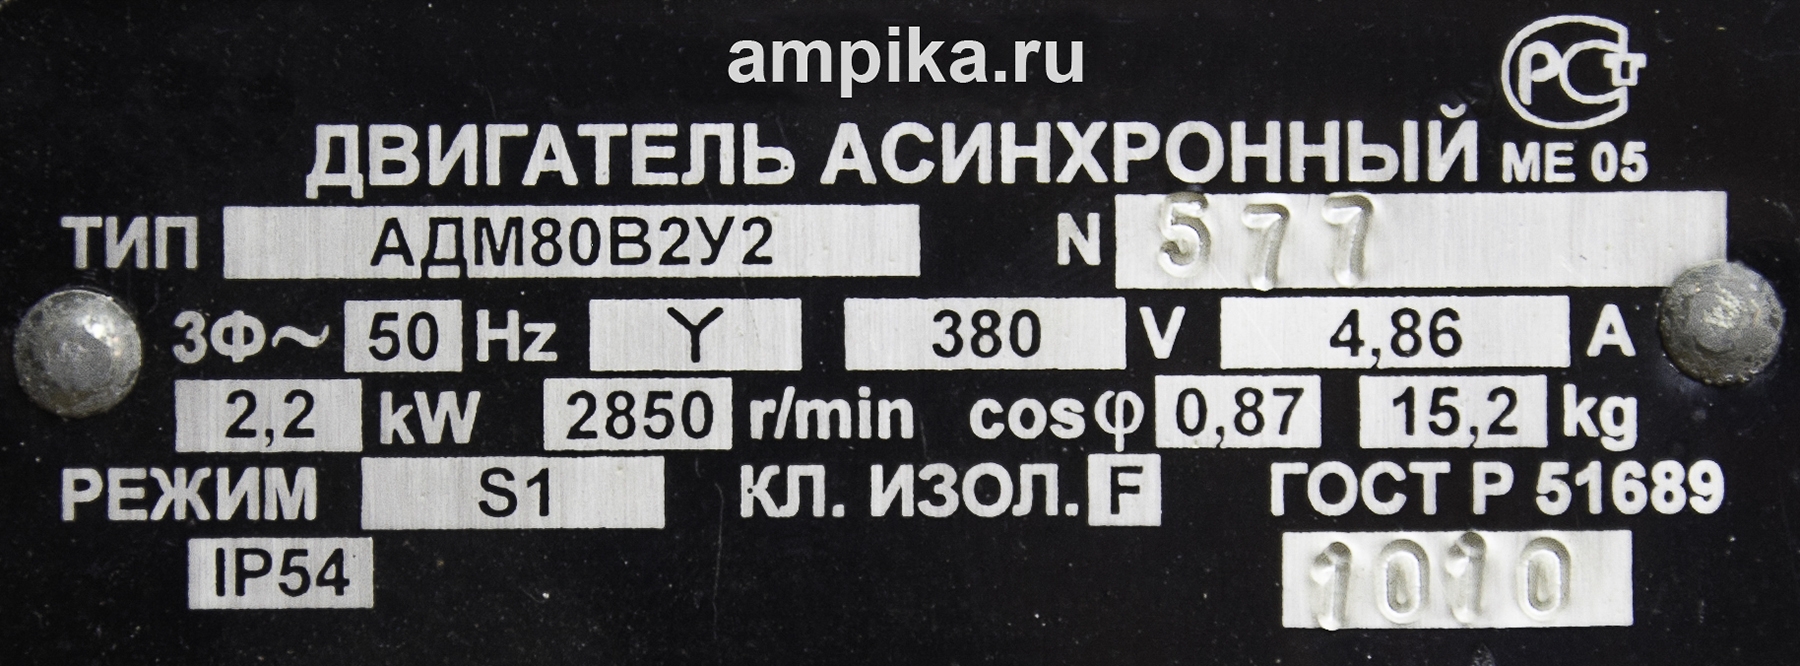 ampika.ru
РСТ
ДВИГАТЕЛЬ АСИНХРОННЫЙ МЕ 05
ТИП АДМ80В2У2 N 577
3Ф~ 50 Hz Y 380 V 4,86 A
2,2 kW 2850 r/min cos φ 0,87 15,2 kg
РЕЖИМ S1 КЛ. ИЗОЛ. F ГОСТ Р 51689
IP54 1010